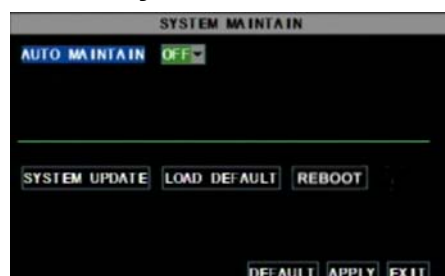 SYSTEM MAINTAIN
AUTO MAINTAIN OFF
SYSTEM UPDATE LOAD DEFAULT REBOOT
DEFAULT APPLY EXIT